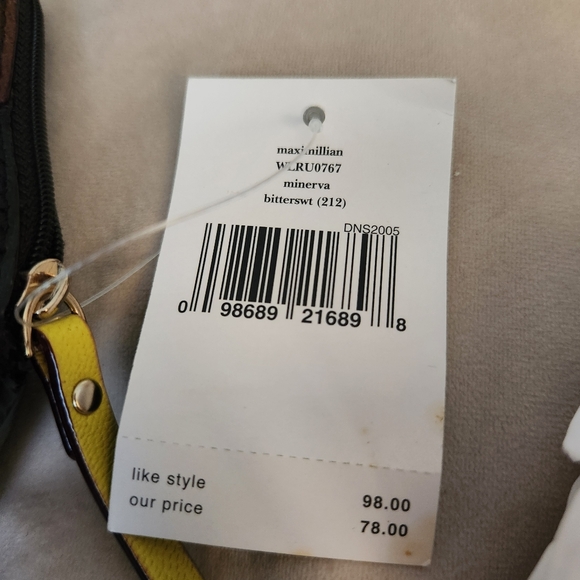 maximillian
WLRU0767
minerva
bitterswt (212)
DNS2005
0 98689 21689 8
like style 98.00
our price 78.00